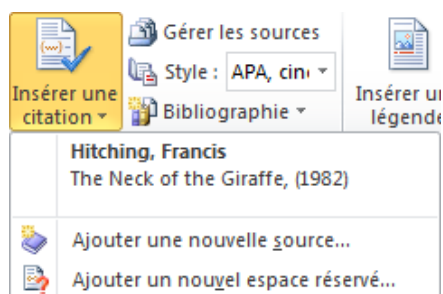 Insérer une
citation
Gérer les sources
Style : APA, cin
Bibliographie
Insérer u
légende
Hitching, Francis
The Neck of the Giraffe, (1982)
Ajouter une nouvelle source...
Ajouter un nouvel espace réservé...